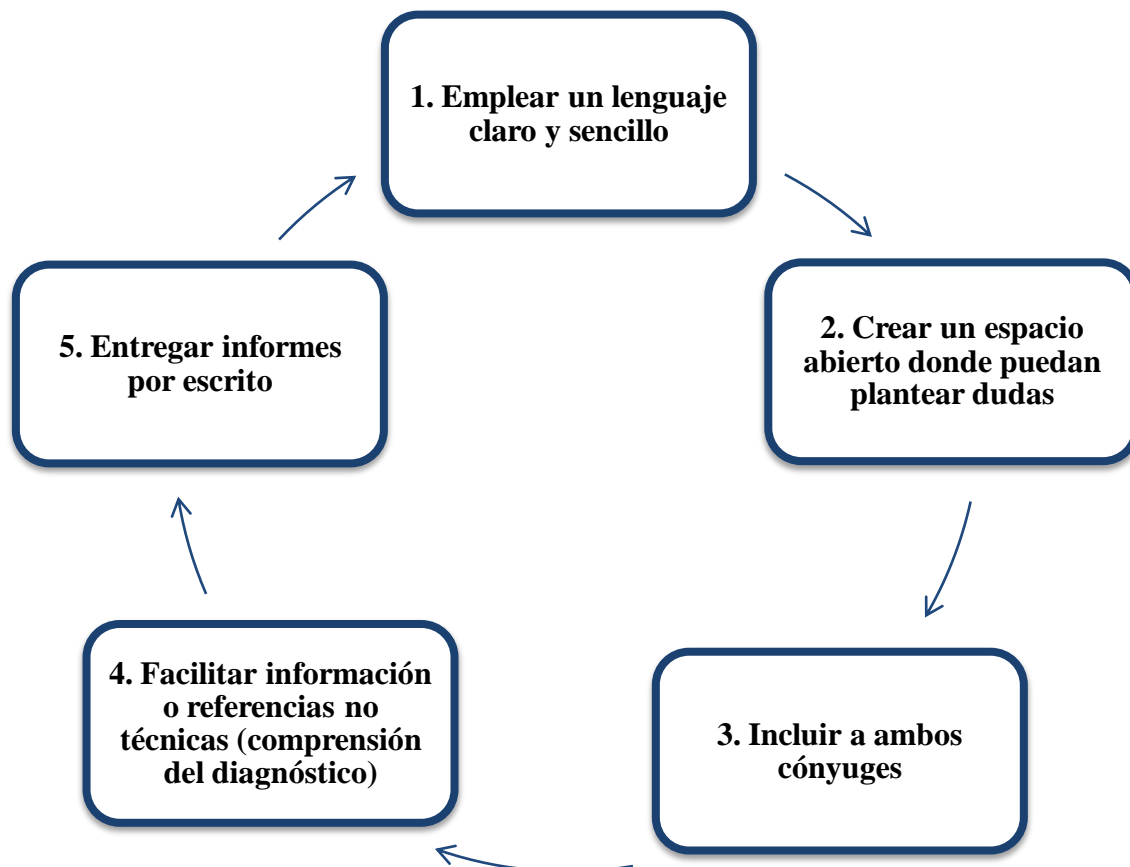 1. Emplear un lenguaje
claro y sencillo
2. Crear un espacio
abierto donde puedan
plantear dudas
3. Incluir a ambos
cónyuges
4. Facilitar información
o referencias no
técnicas (comprensión
del diagnóstico)
5. Entregar informes
por escrito